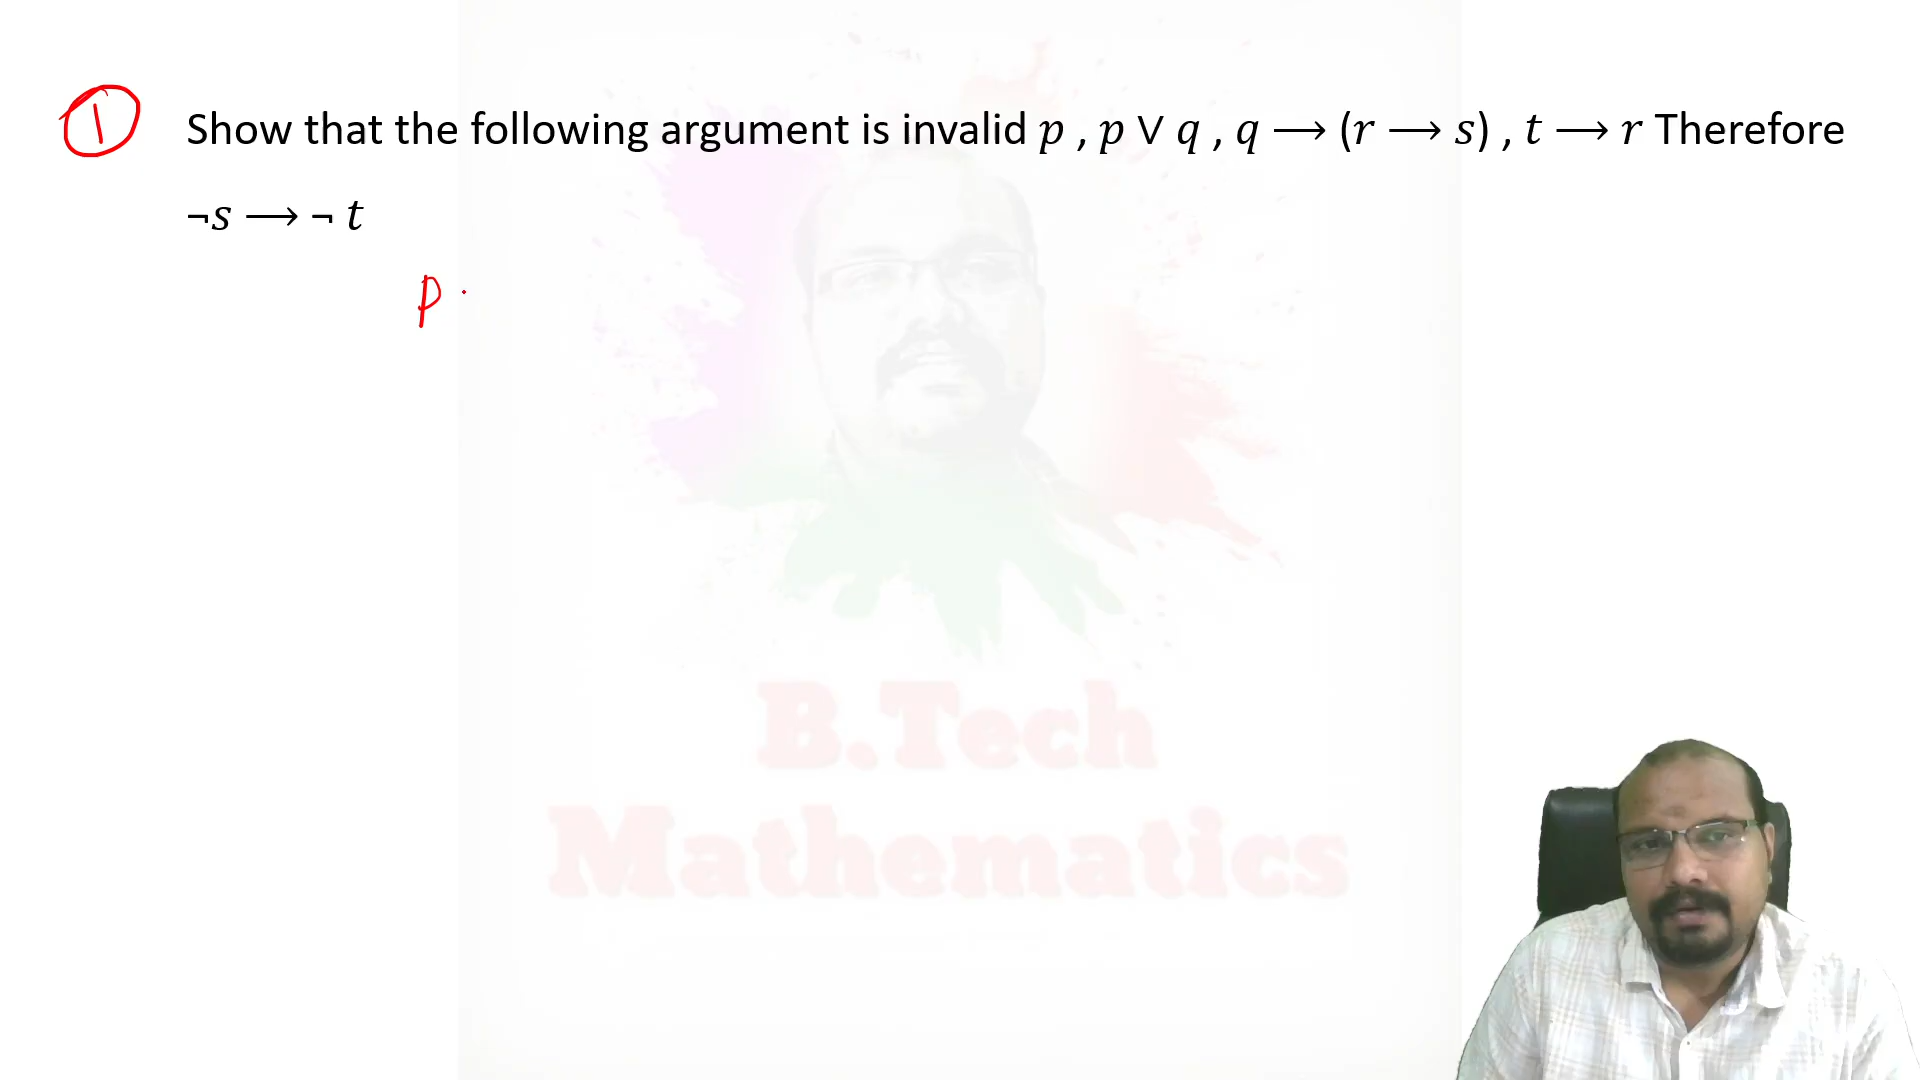 1 Show that the following argument is invalid 𝑝 , 𝑝 ∨ 𝑞 , 𝑞 ⟶ (𝑟 ⟶ 𝑠) , 𝑡 ⟶ 𝑟 Therefore
¬𝑠 ⟶ ¬ 𝑡
p
B.Tech
Mathematics